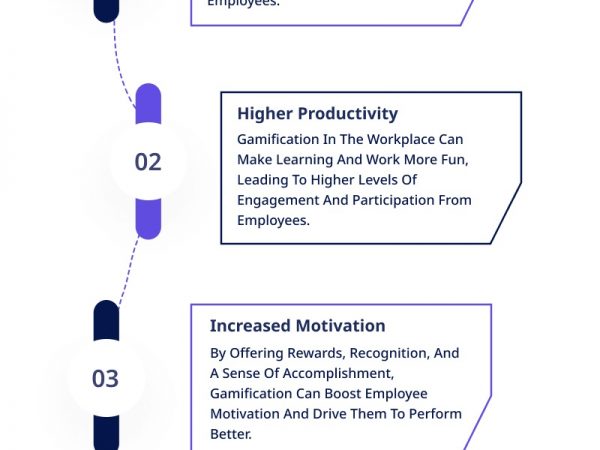 Employees.
02
Higher Productivity
Gamification In The Workplace Can
Make Learning And Work More Fun,
Leading To Higher Levels Of
Engagement And Participation From
Employees.
03
Increased Motivation
By Offering Rewards, Recognition, And
A Sense Of Accomplishment,
Gamification Can Boost Employee
Motivation And Drive Them To Perform
Better.